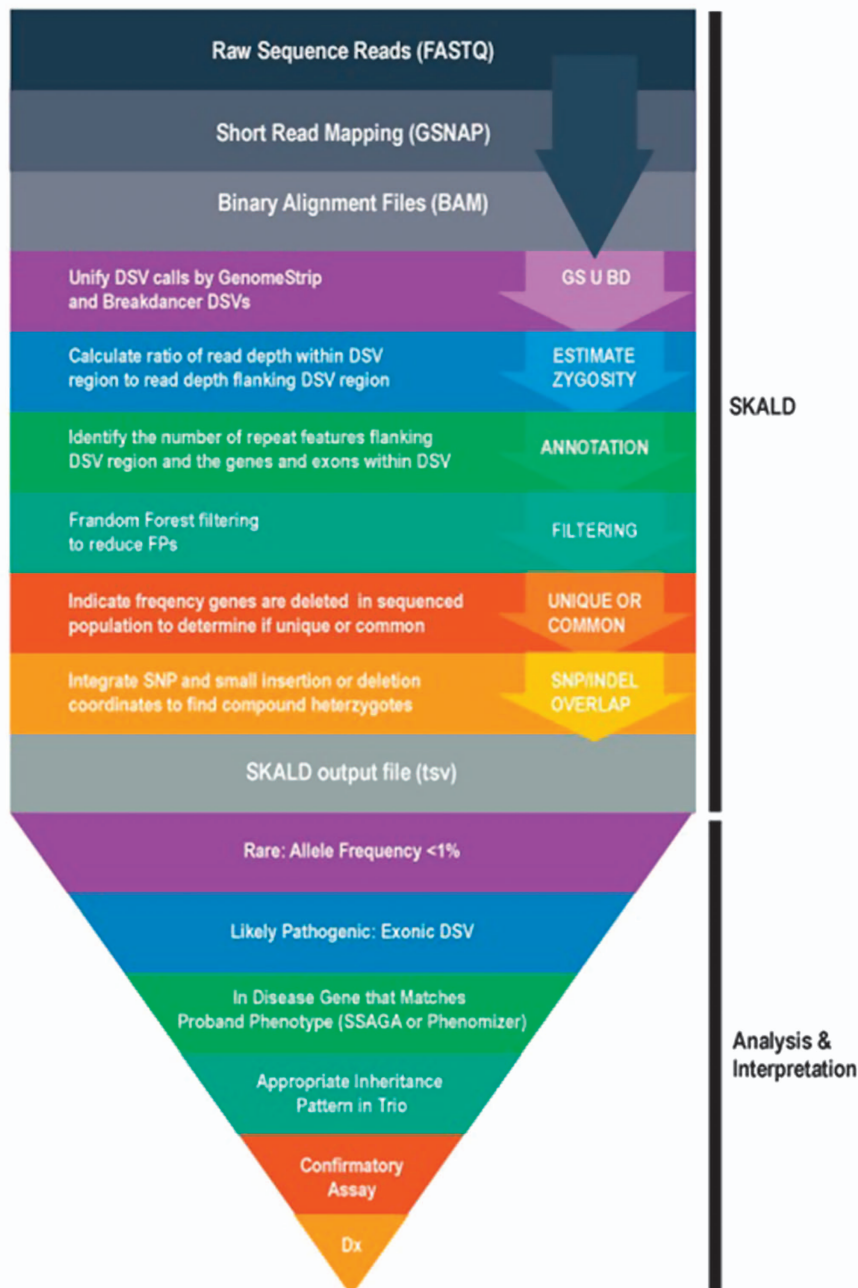 Raw Sequence Reads (FASTQ)
Short Read Mapping (GSNAP)
Binary Alignment Files (BAM)
Unify DSV calls by GenomeStrip
and Breakdancer DSVs
GS U BD
Calculate ratio of read depth within DSV
region to read depth flanking DSV region
ESTIMATE
ZYGOSITY
Identify the number of repeat features flanking
DSV region and the genes and exons within DSV
ANNOTATION
Frandom Forest filtering
to reduce FPs
FILTERING
Indicate freqency genes are deleted in sequenced
population to determine if unique or common
UNIQUE OR
COMMON
Integrate SNP and small insertion or deletion
coordinates to find compound heterzygotes
SNP/INDEL
OVERLAP
SKALD output file (tsv)
SKALD
Rare: Allele Frequency <1%
Likely Pathogenic: Exonic DSV
In Disease Gene that Matches
Proband Phenotype (SSAGA or Phenomizer)
Appropriate Inheritance
Pattern in Trio
Confirmatory
Assay
Dx
Analysis &
Interpretation